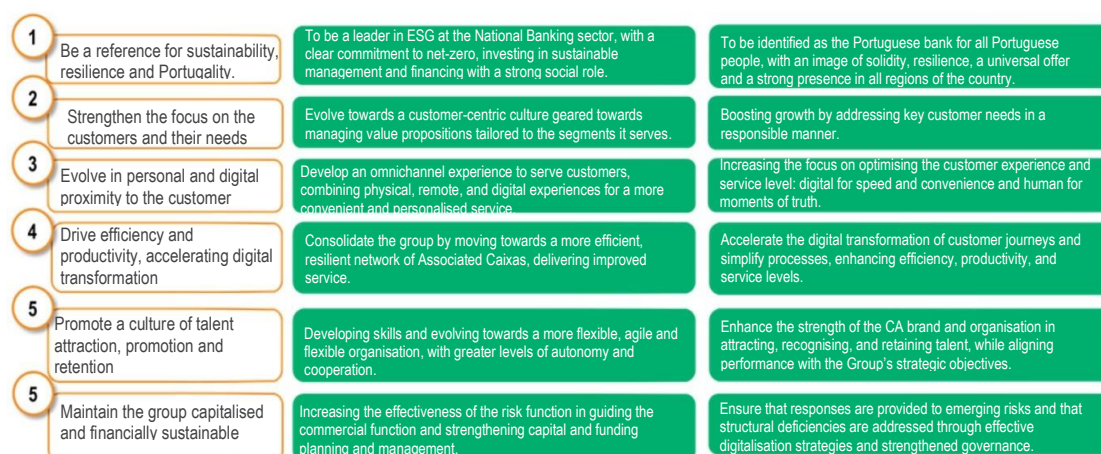 1
Be a reference for sustainability,
resilience and Portugality.
To be a leader in ESG at the National Banking sector, with a
clear commitment to net-zero, investing in sustainable
management and financing with a strong social role.
To be identified as the Portuguese bank for all Portuguese
people, with an image of solidity, resilience, a universal offer
and a strong presence in all regions of the country.
2
Strengthen the focus on the
customers and their needs
Evolve towards a customer-centric culture geared towards
managing value propositions tailored to the segments it serves.
Boosting growth by addressing key customer needs in a
responsible manner.
3
Evolve in personal and digital
proximity to the customer
Develop an omnichannel experience to serve customers,
combining physical, remote, and digital experiences for a more
convenient and personalised service.
Increasing the focus on optimising the customer experience and
service level: digital for speed and convenience and human for
moments of truth.
4
Drive efficiency and
productivity, accelerating digital
transformation
Consolidate the group by moving towards a more efficient,
resilient network of Associated Caixas, delivering improved
service.
Accelerate the digital transformation of customer journeys and
simplify processes, enhancing efficiency, productivity, and
service levels.
5
Promote a culture of talent
attraction, promotion and
retention
Developing skills and evolving towards a more flexible, agile and
flexible organisation, with greater levels of autonomy and
cooperation.
Enhance the strength of the CA brand and organisation in
attracting, recognising, and retaining talent, while aligning
performance with the Group's strategic objectives.
5
Maintain the group capitalised
and financially sustainable
Increasing the effectiveness of the risk function in guiding the
commercial function and strengthening capital and funding
planning and management.
Ensure that responses are provided to emerging risks and that
structural deficiencies are addressed through effective
digitalisation strategies and strengthened governance.